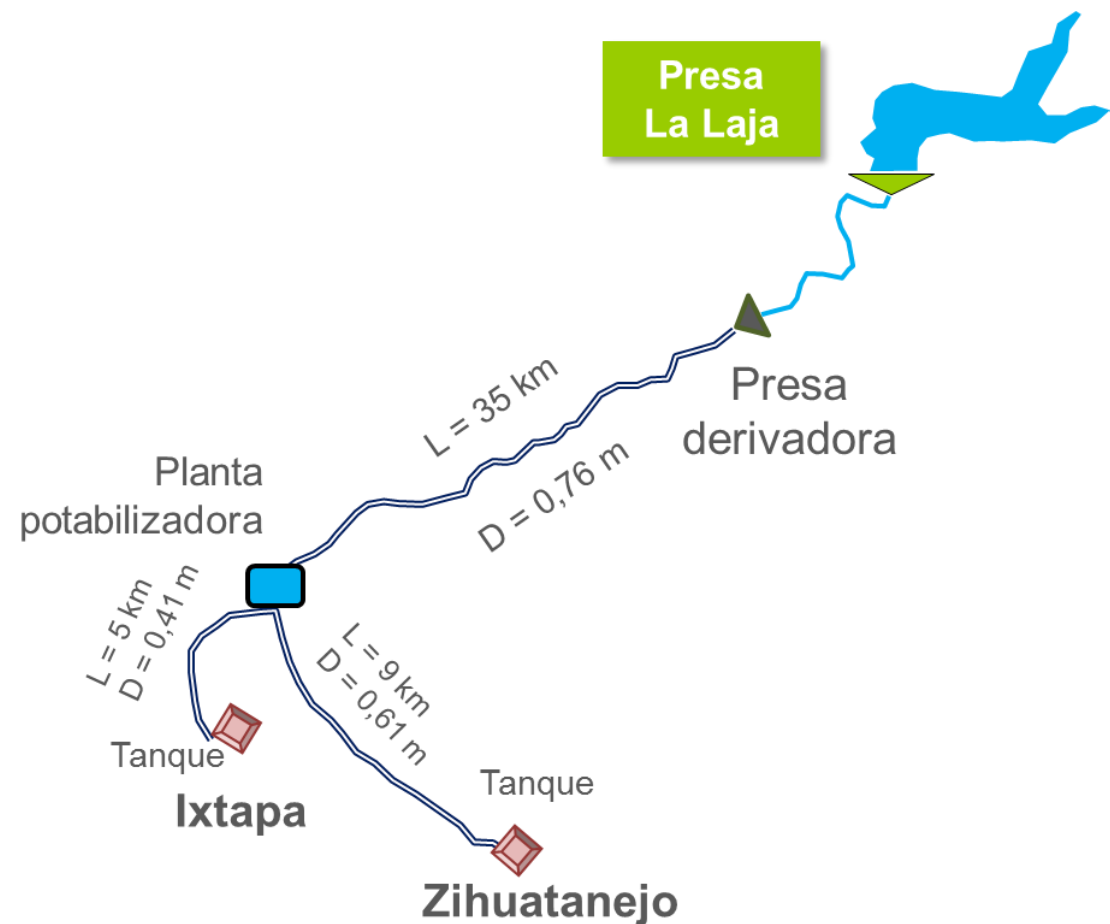 Presa
La Laja
L = 35 km
D = 0,76 m
Presa
derivadora
Planta
potabilizadora
L = 5 km
D = 0,41 m
L = 9 km
D = 0,61 m
Tanque
Ixtapa
Tanque
Zihuatanejo